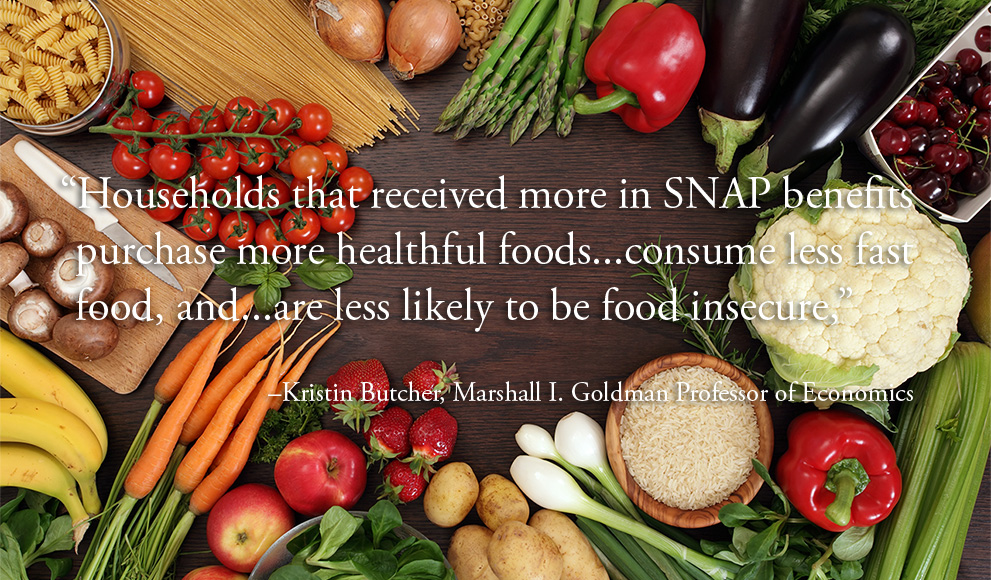 “Households that received more in SNAP benefits
purchase more healthful foods...consume less fast
food, and...are less likely to be food insecure,”
–Kristin Butcher, Marshall I. Goldman Professor of Economics